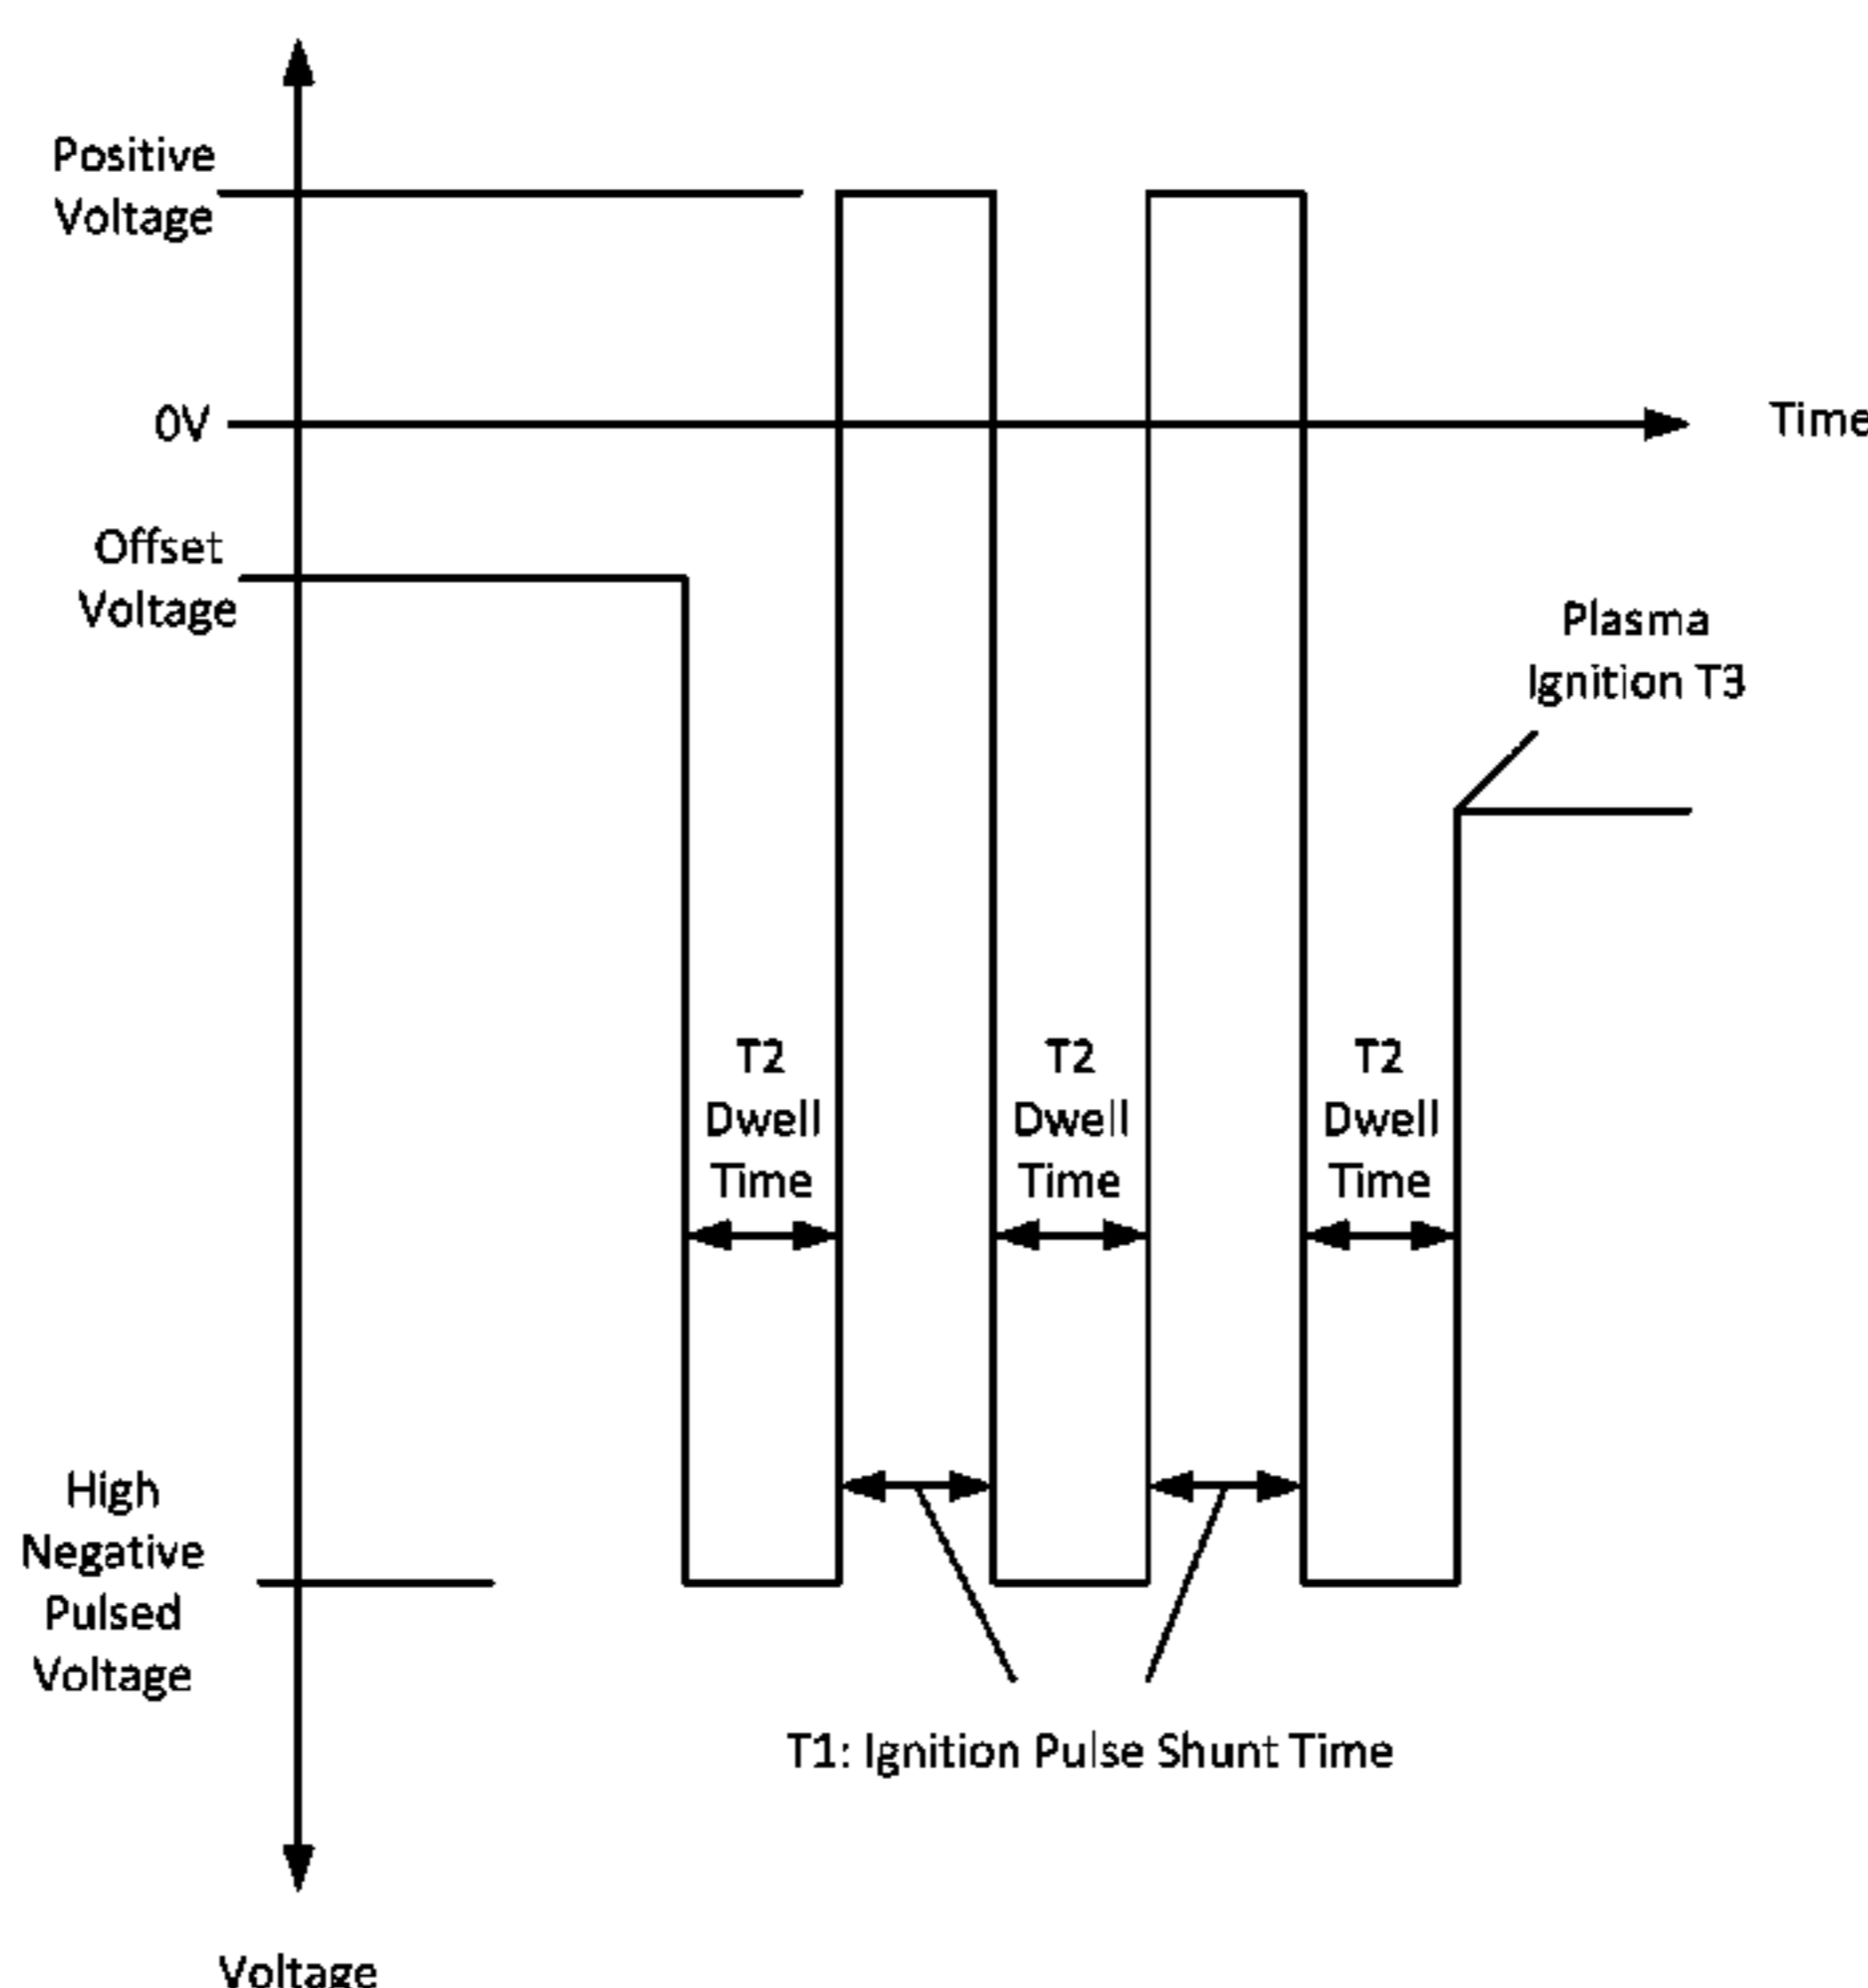 Positive
Voltage
0V
Time
Offset
Voltage
Plasma
Ignition T3
T2
Dwell
Time
T2
Dwell
Time
T2
Dwell
Time
High
Negative
Pulsed
Voltage
T1: Ignition Pulse Shunt Time
Voltage